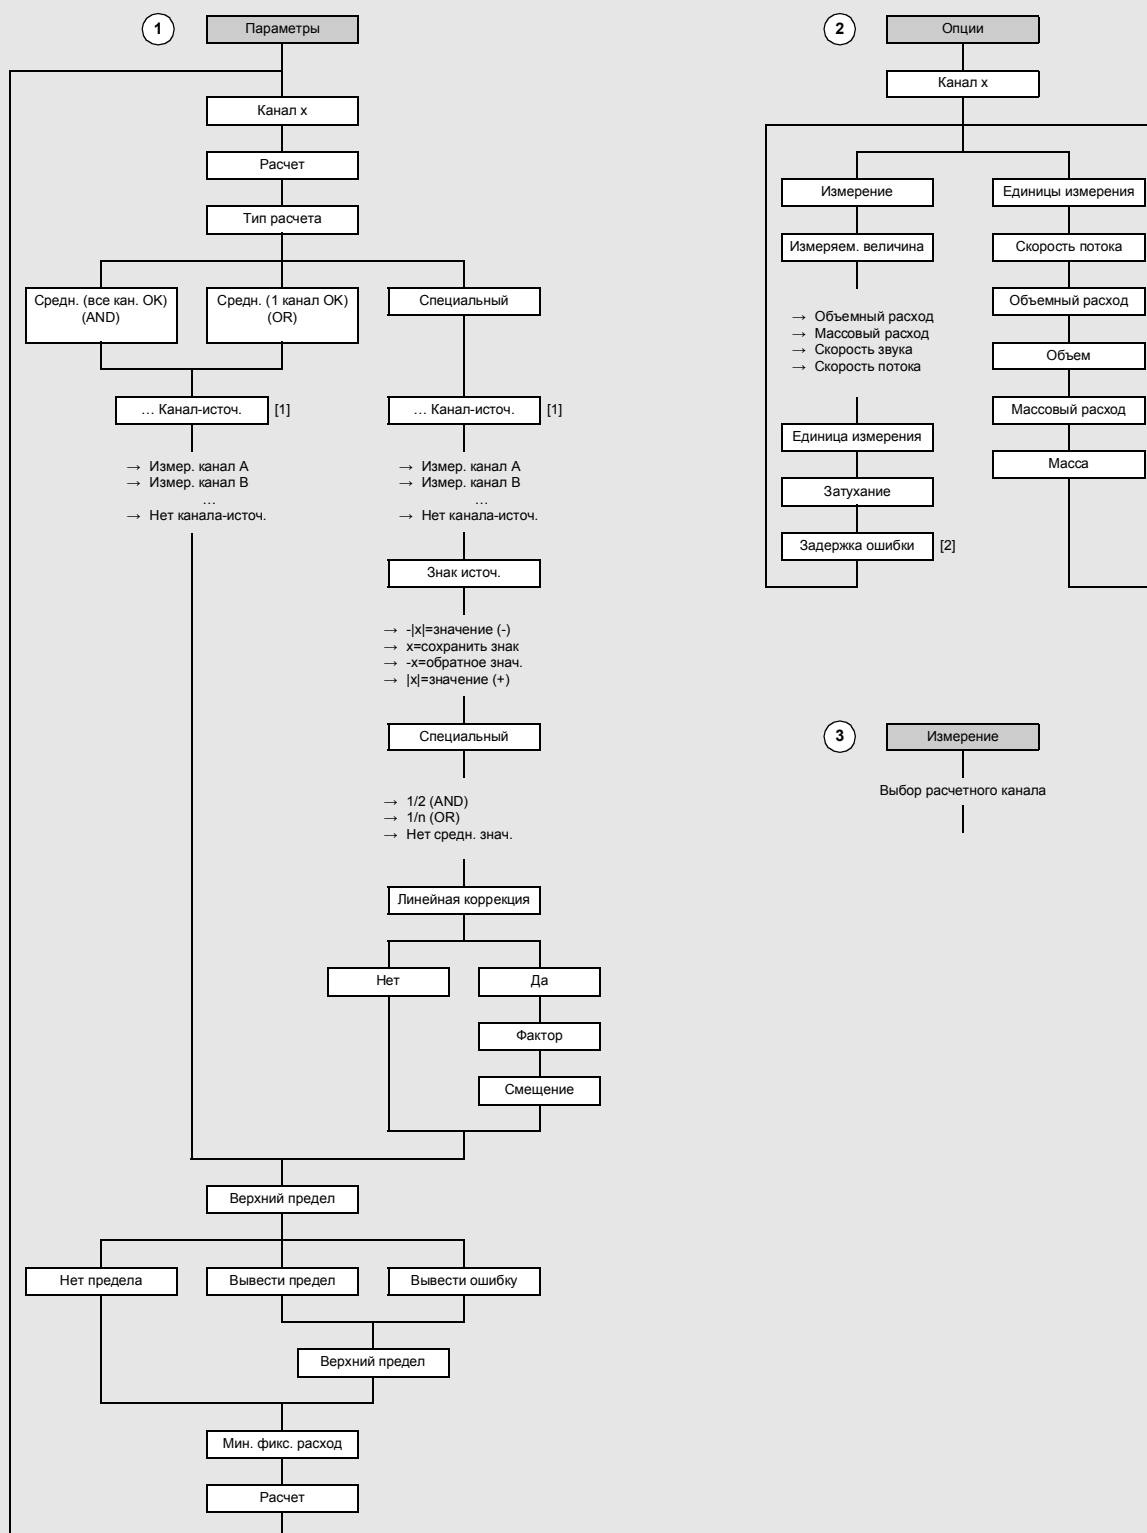 1
Параметры
Канал x
Расчет
Тип расчета
Средн. (все кан. OK)
(AND)
Средн. (1 канал OK)
(OR)
Специальный
… Канал-источ.
[1]
… Канал-источ.
[1]
→ Измер. канал A
→ Измер. канал B
…
→ Нет канала-источ.
→ Измер. канал A
→ Измер. канал B
…
→ Нет канала-источ.
Знак источ.
→ -|x|=значение (-)
→ x=сохранить знак
→ -x=обратное знач.
→ |x|=значение (+)
Специальный
→ 1/2 (AND)
→ 1/n (OR)
→ Нет средн. знач.
Линейная коррекция
Нет
Да
Фактор
Смещение
Верхний предел
Нет предела
Вывести предел
Вывести ошибку
Верхний предел
Мин. фикс. расход
Расчет
2
Опции
Канал x
Измерение
Измеряем. величина
→ Объемный расход
→ Массовый расход
→ Скорость звука
→ Скорость потока
Единица измерения
Затухание
Задержка ошибки
[2]
Единицы измерения
Скорость потока
Объемный расход
Объем
Массовый расход
Масса
3
Измерение
Выбор расчетного канала